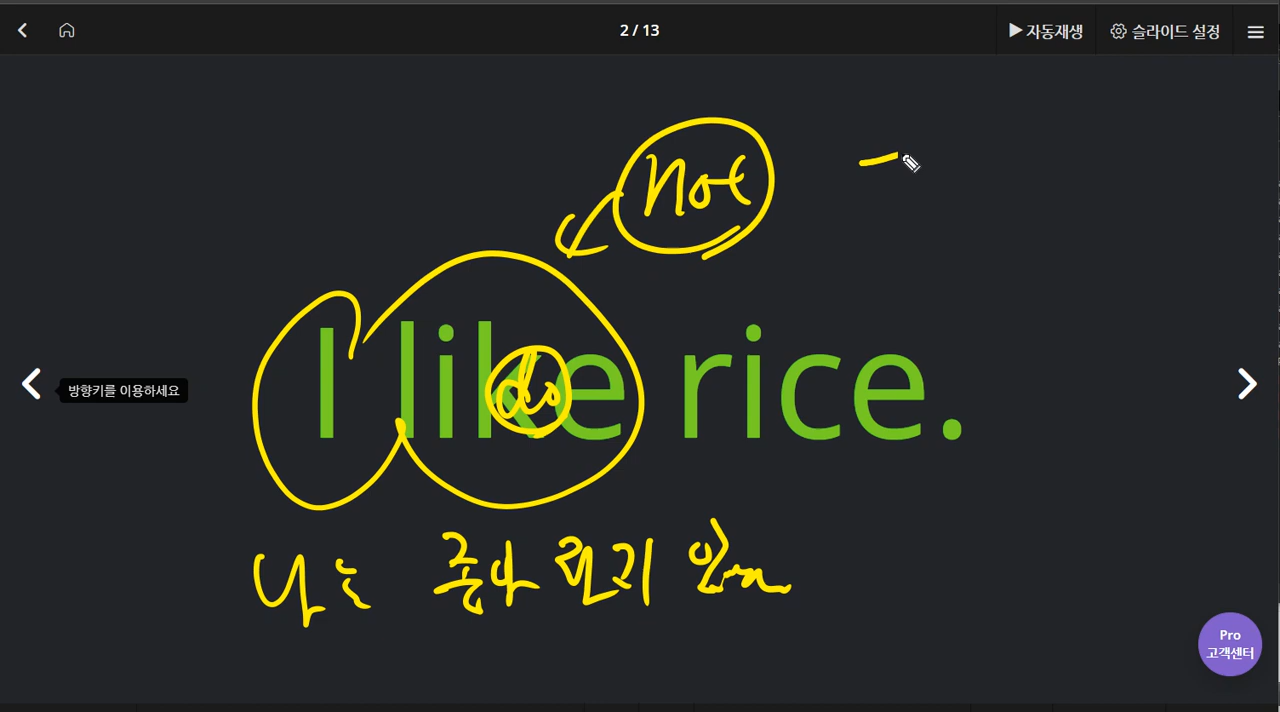 2 / 13
자동재생
슬라이드 설정
Not
I like rice.
do
방향키를 이용하세요
나는 좋아 하지 않
Pro
고객센터